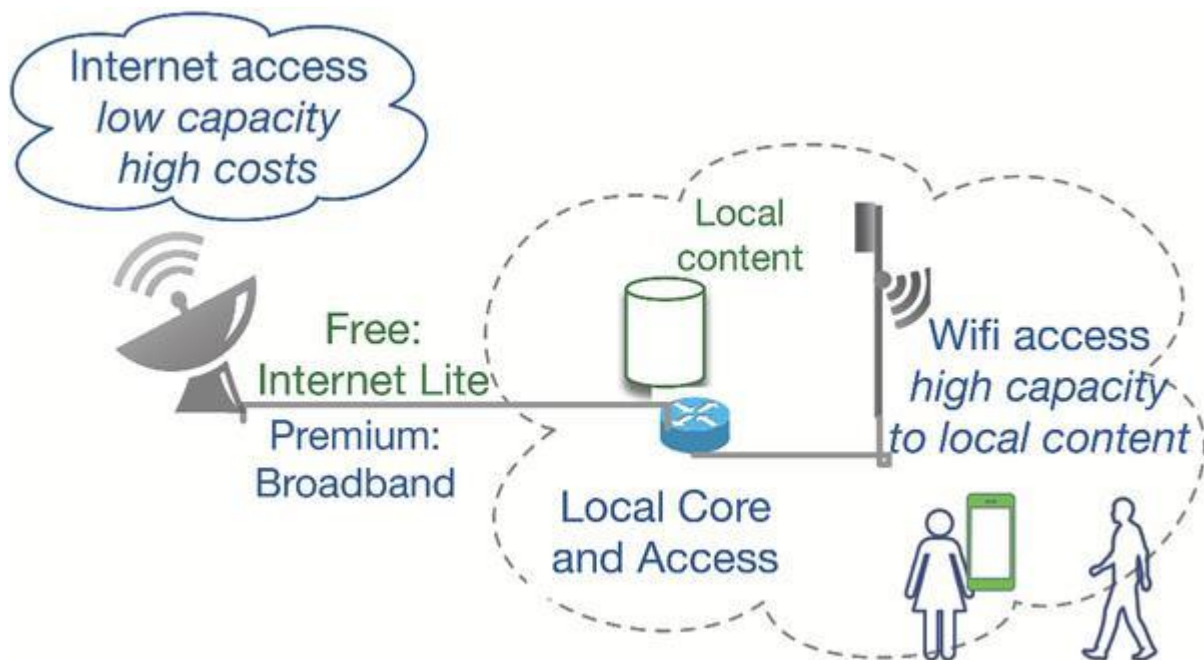 Internet access
low capacity
high costs
Local
content
Free:
Internet Lite
Premium:
Broadband
Wifi access
high capacity
to local content
Local Core
and Access